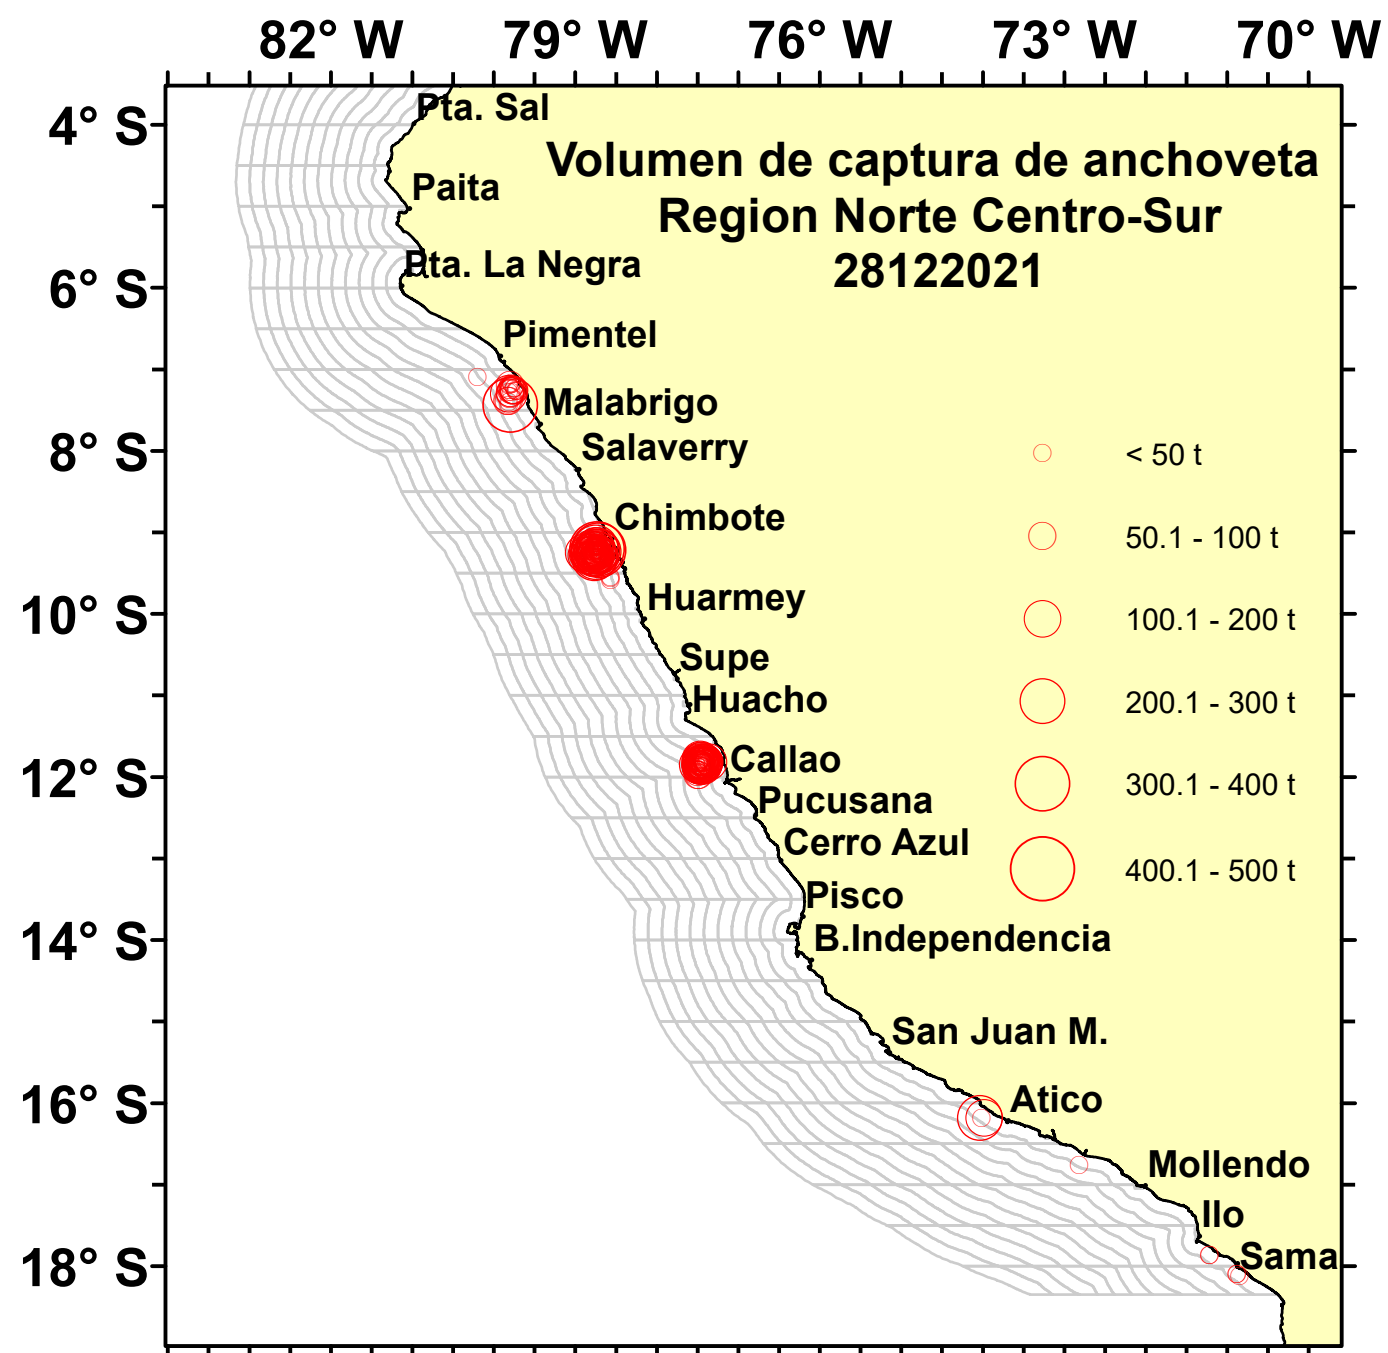 82° W 79° W 76° W 73° W 70° W
4° S
6° S
8° S
10° S
12° S
14° S
16° S
18° S
Volumen de captura de anchoveta
Region Norte Centro-Sur
28122021
Pta. Sal
Paita
Pta. La Negra
Pimentel
Malabrigo
Salaverry
Chimbote
Huarmey
Supe
Huacho
Callao
Pucusana
Cerro Azul
Pisco
B.Independencia
San Juan M.
Atico
Mollendo
Ilo
Sama
< 50 t
50.1 - 100 t
100.1 - 200 t
200.1 - 300 t
300.1 - 400 t
400.1 - 500 t